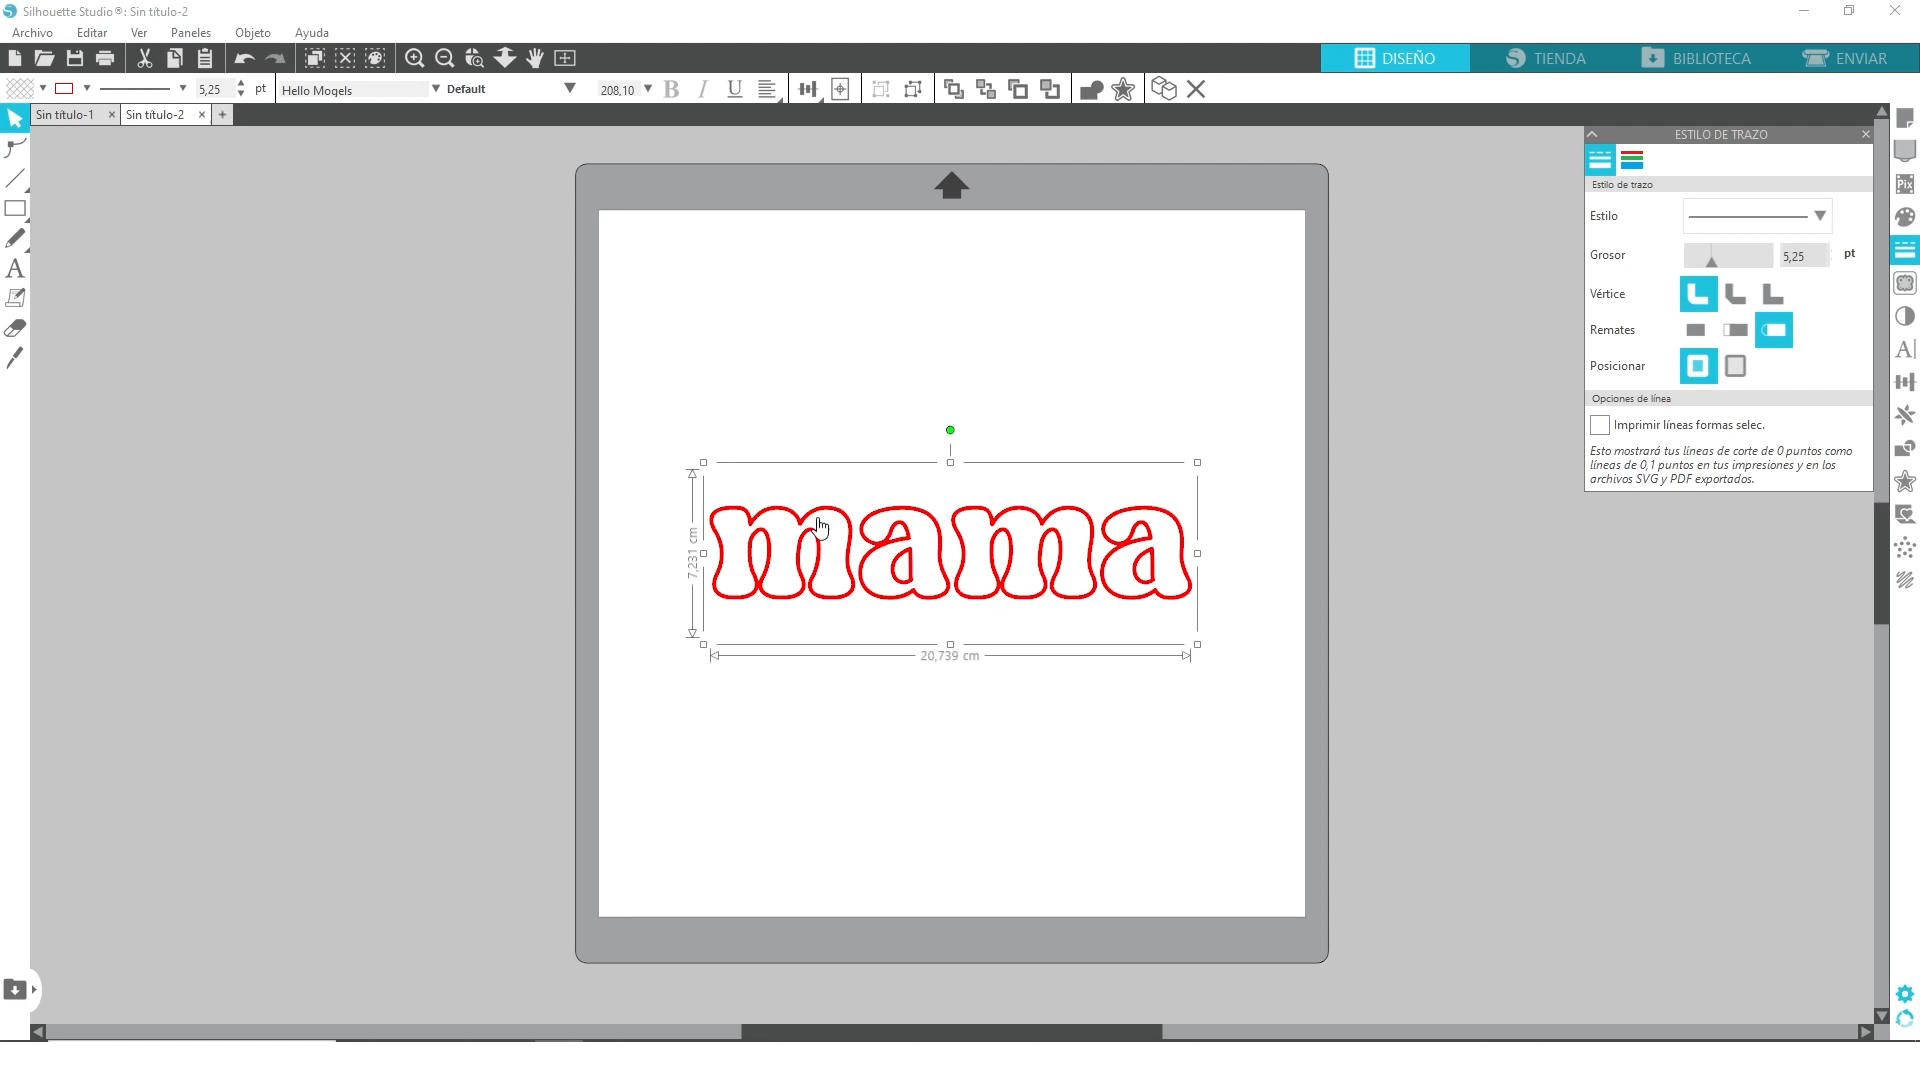 Silhouette Studio®: Sin título-2
Archivo Editar Ver Paneles Objeto Ayuda
DISEÑO TIENDA BIBLIOTECA ENVIAR
5,25 pt Hello Moqels Default 208,10 B I U
Sin título-1 × Sin título-2 × +
ESTILO DE TRAZO
Estilo de trazo
Estilo
Grosor 5,25 pt
Vértice
Remates
Posicionar
Opciones de línea
Imprimir líneas formas selec.
Esto mostrará tus líneas de corte de 0 puntos como
líneas de 0,1 puntos en tus impresiones y en los
archivos SVG y PDF exportados.
Pix
A
A
mama
7,231 cm
20,739 cm